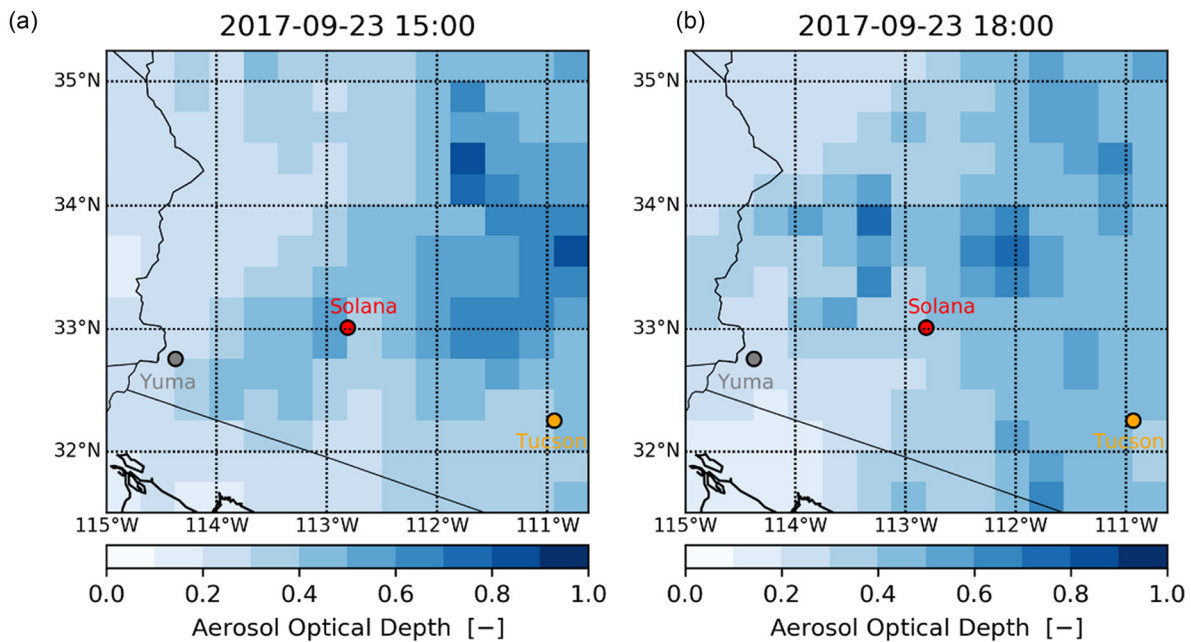 (a)
2017-09-23 15:00
35°N
34°N
33°N
32°N
Solana
Yuma
Tucson
115°W
114°W
113°W
112°W
111°W
0.0 0.2 0.4 0.6 0.8 1.0
Aerosol Optical Depth [−]
(b)
2017-09-23 18:00
35°N
34°N
33°N
32°N
Solana
Yuma
Tucson
115°W
114°W
113°W
112°W
111°W
0.0 0.2 0.4 0.6 0.8 1.0
Aerosol Optical Depth [−]